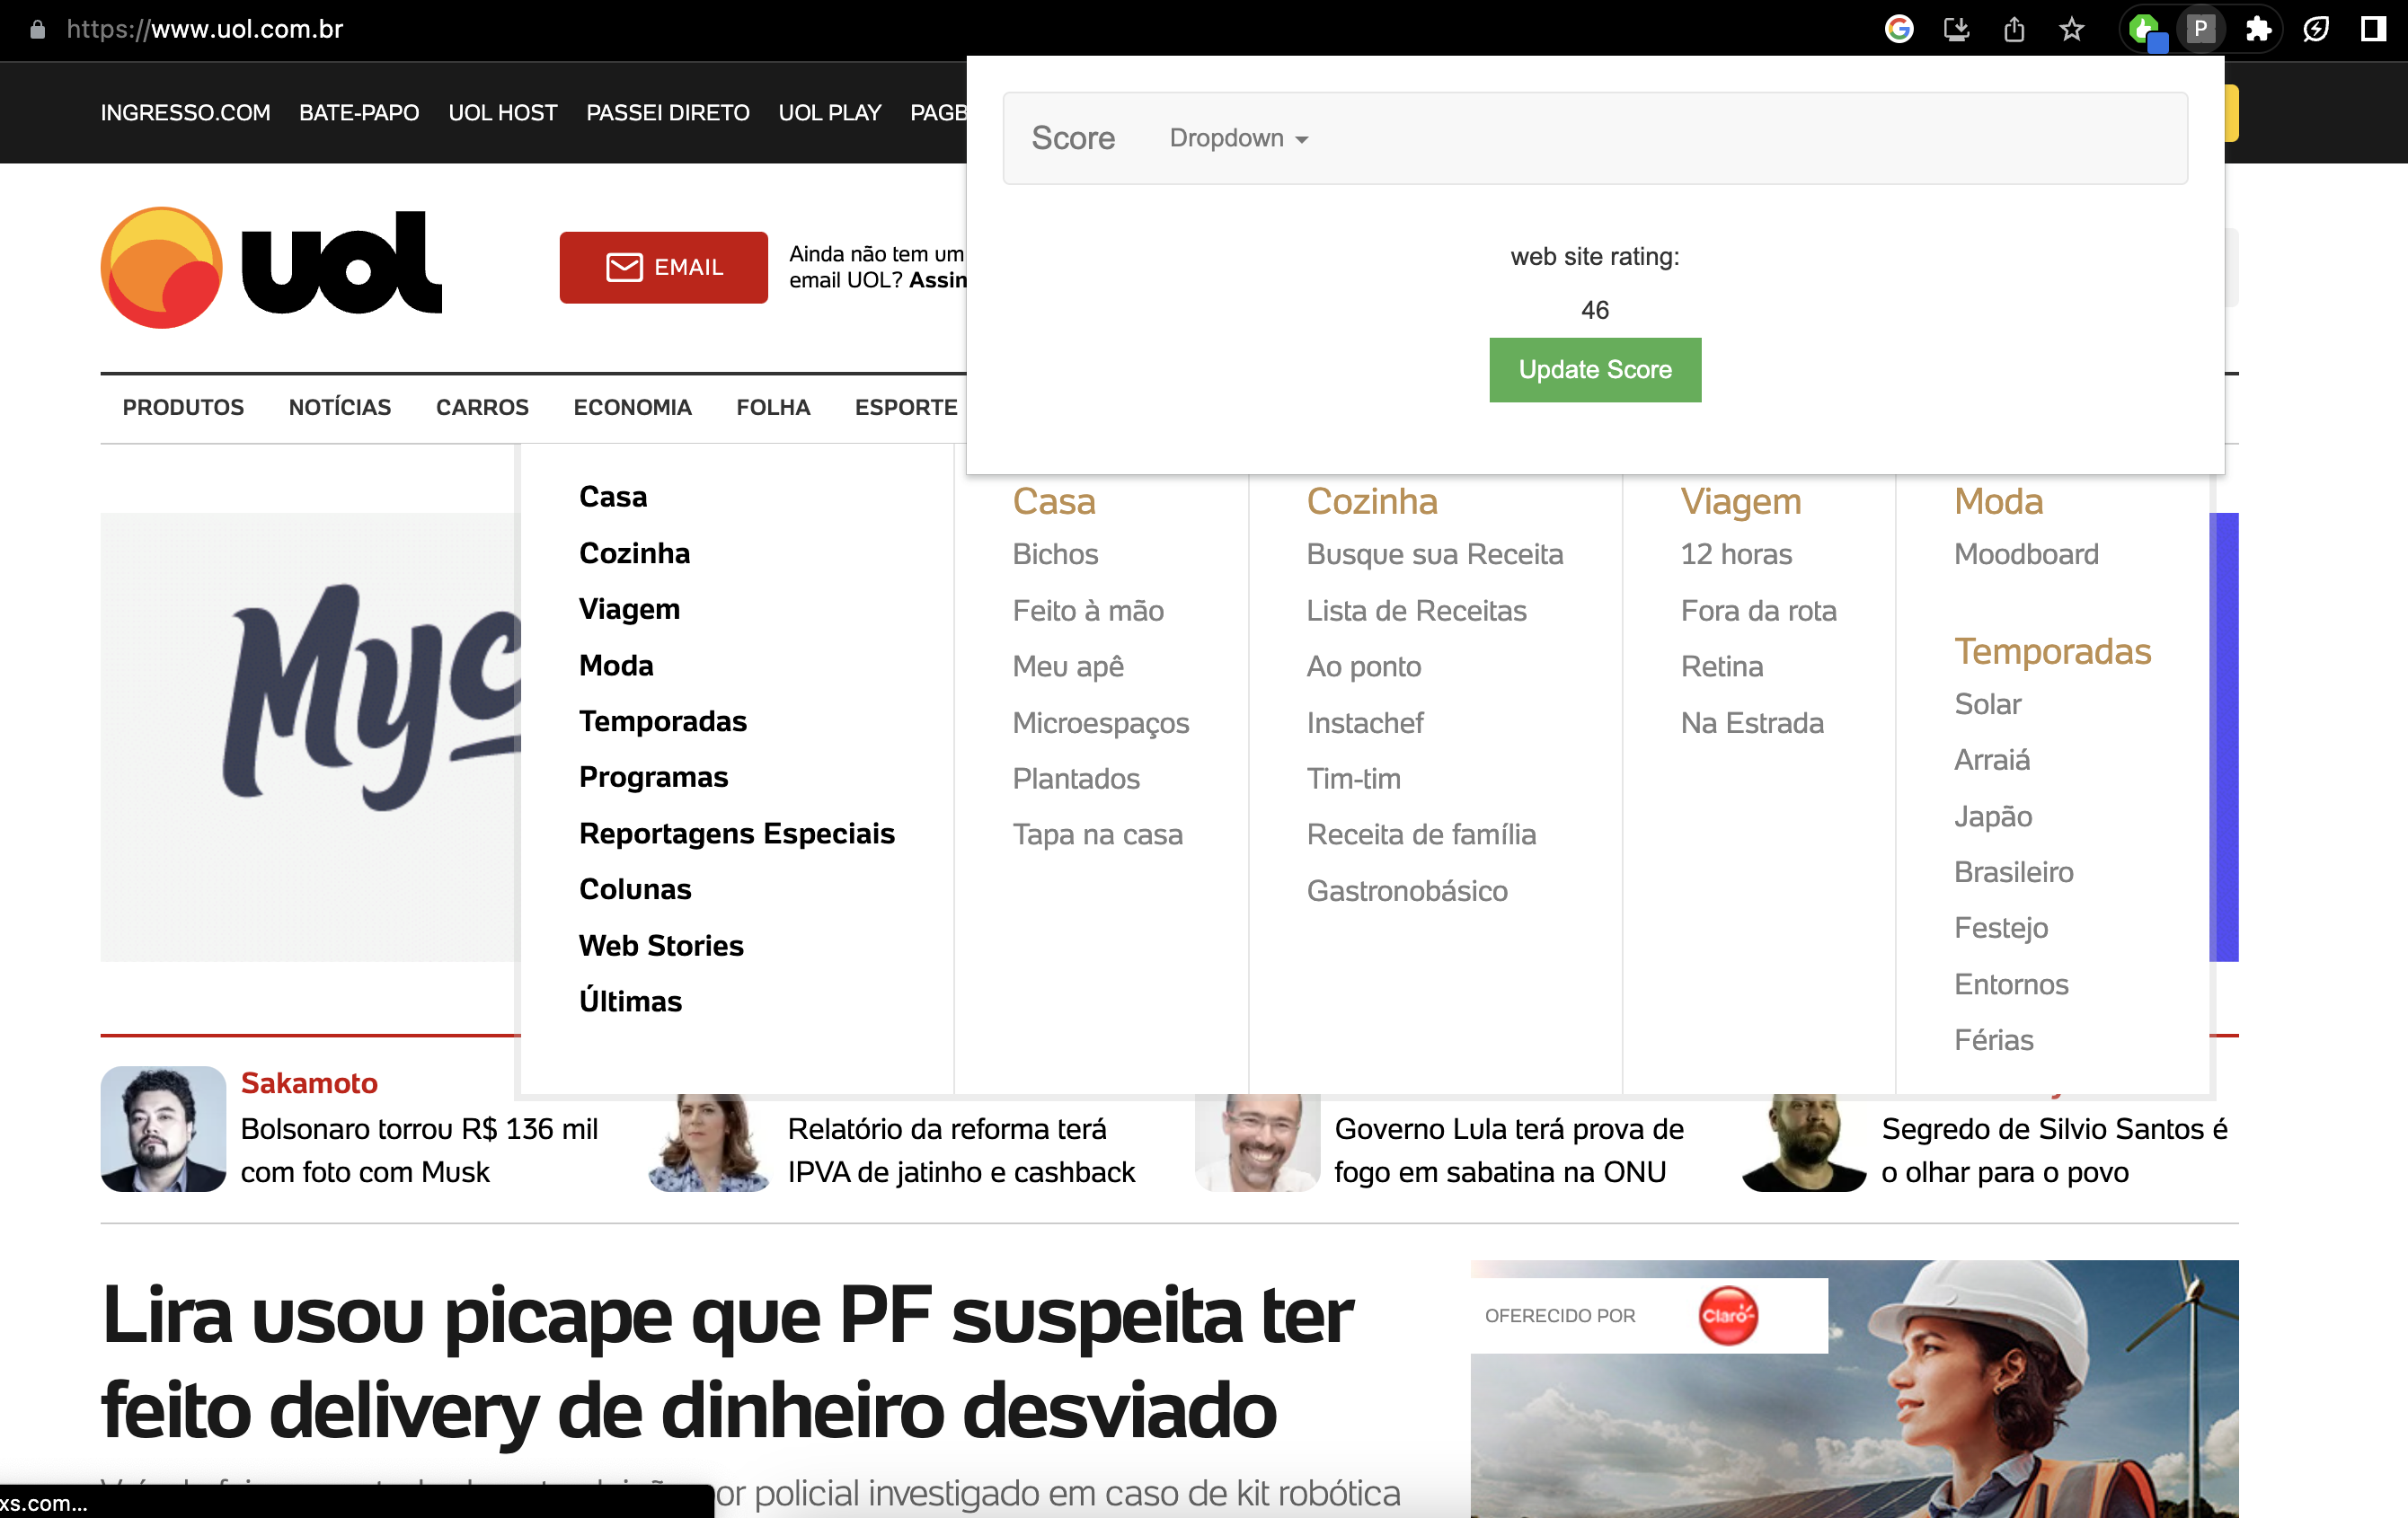 https://www.uol.com.br
P
INGRESSO.COM BATE-PAPO UOL HOST PASSEI DIRETO UOL PLAY PAGB
Score Dropdown
web site rating:
46
Update Score
uol
EMAIL
Ainda não tem um
email UOL? Assin
PRODUTOS NOTÍCIAS CARROS ECONOMIA FOLHA ESPORTE
Myc
Casa
Cozinha
Viagem
Moda
Temporadas
Programas
Reportagens Especiais
Colunas
Web Stories
Últimas
Casa
Bichos
Feito à mão
Meu apê
Microespaços
Plantados
Tapa na casa
Cozinha
Busque sua Receita
Lista de Receitas
Ao ponto
Instachef
Tim-tim
Receita de família
Gastronobásico
Viagem
12 horas
Fora da rota
Retina
Na Estrada
Moda
Moodboard
Temporadas
Solar
Arraiá
Japão
Brasileiro
Festejo
Entornos
Férias
Sakamoto
Bolsonaro torrou R$ 136 mil
com foto com Musk
Relatório da reforma terá
IPVA de jatinho e cashback
Governo Lula terá prova de
fogo em sabatina na ONU
Segredo de Silvio Santos é
o olhar para o povo
Lira usou picape que PF suspeita ter
feito delivery de dinheiro desviado
or policial investigado em caso de kit robótica
OFERECIDO POR
Claro
xs.com...